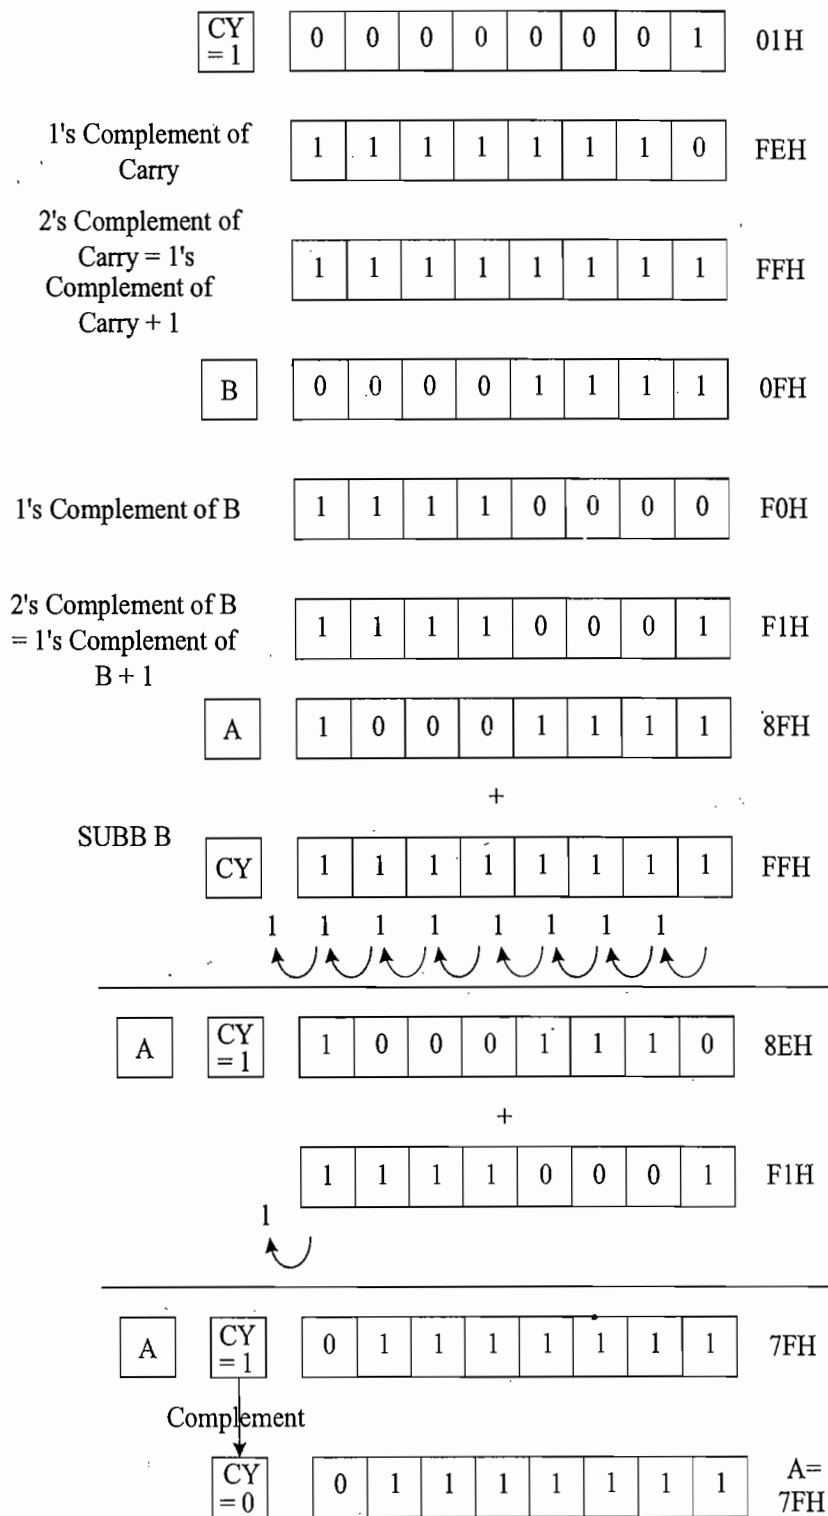 CY = 1 0 0 0 0 0 0 0 1 01H
1's Complement of
Carry
1 1 1 1 1 1 1 0 FEH
2's Complement of
Carry = 1's
Complement of
Carry + 1
1 1 1 1 1 1 1 1 FFH
B 0 0 0 0 1 1 1 1 0FH
1's Complement of B 1 1 1 1 0 0 0 0 F0H
2's Complement of B
= 1's Complement of
B + 1
1 1 1 1 0 0 0 1 F1H
A 1 0 0 0 1 1 1 1 8FH
+
SUBB B
CY 1 1 1 1 1 1 1 1 FFH
1 1 1 1 1 1 1 1
A CY = 1 1 0 0 0 1 1 1 0 8EH
+
1 1 1 1 0 0 0 1 F1H
1
A CY = 1 0 1 1 1 1 1 1 1 7FH
Complement
CY = 0 0 1 1 1 1 1 1 1 A= 7FH